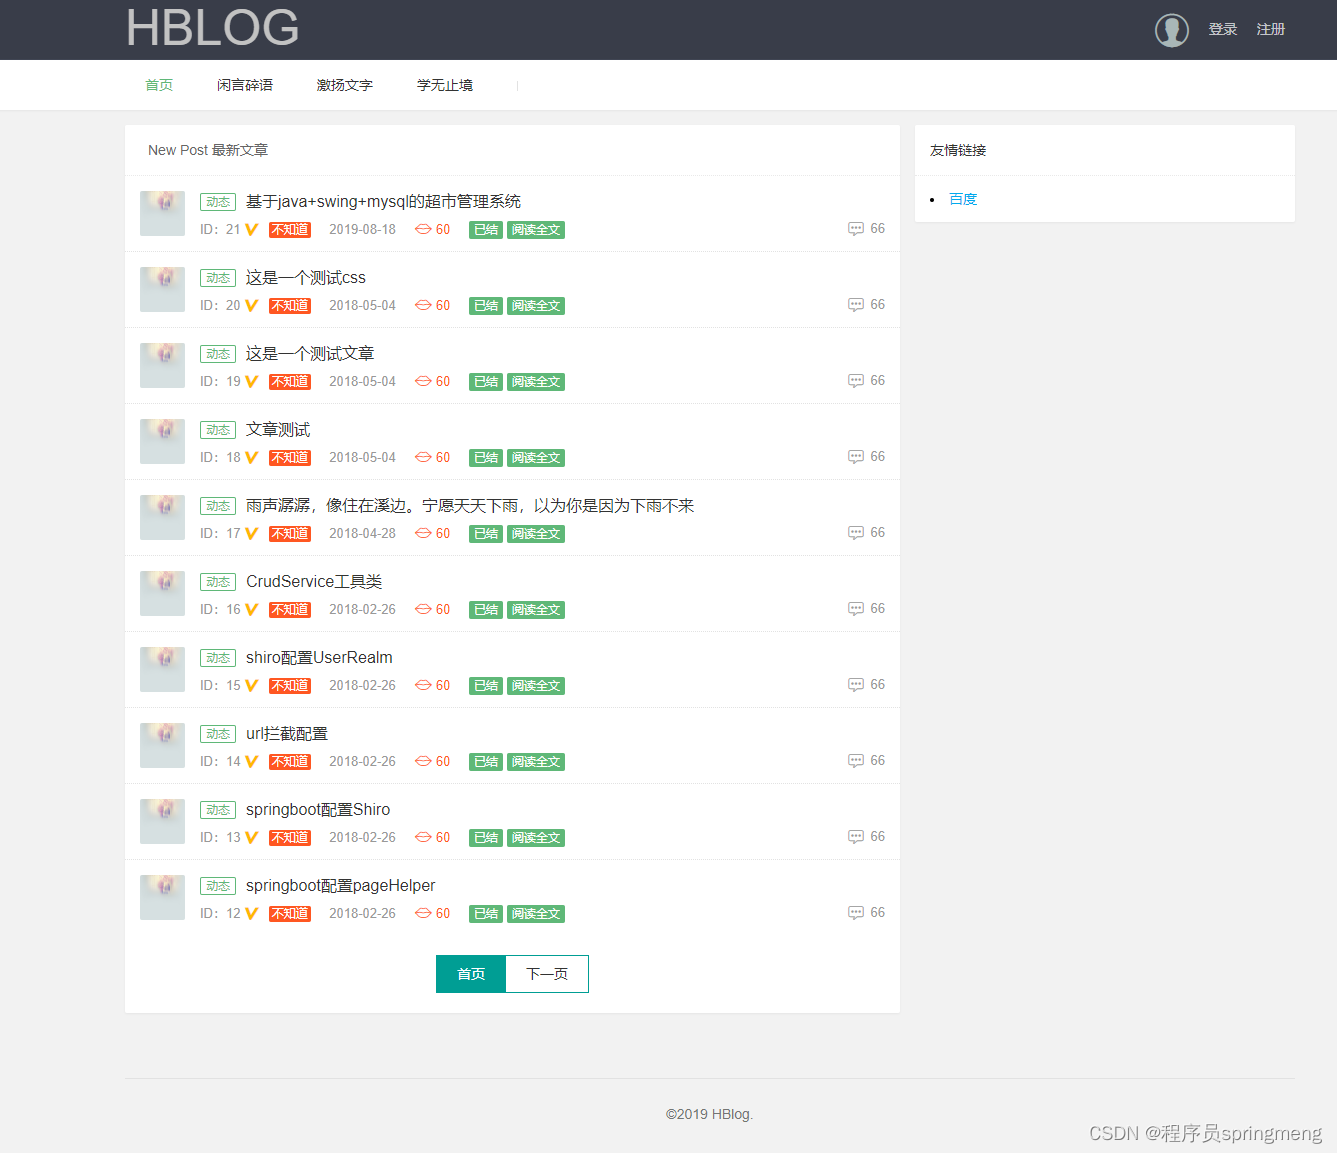 HBLOG
登录 注册
首页 闲言碎语 激扬文字 学无止境
New Post 最新文章
动态 基于java+swing+mysql的超市管理系统
ID：21 不知道 2019-08-18 60 已结 阅读全文 66
动态 这是一个测试css
ID：20 不知道 2018-05-04 60 已结 阅读全文 66
动态 这是一个测试文章
ID：19 不知道 2018-05-04 60 已结 阅读全文 66
动态 文章测试
ID：18 不知道 2018-05-04 60 已结 阅读全文 66
动态 雨声潺潺，像住在溪边。宁愿天天下雨，以为你是因为下雨不来
ID：17 不知道 2018-04-28 60 已结 阅读全文 66
动态 CrudService工具类
ID：16 不知道 2018-02-26 60 已结 阅读全文 66
动态 shiro配置UserRealm
ID：15 不知道 2018-02-26 60 已结 阅读全文 66
动态 url拦截配置
ID：14 不知道 2018-02-26 60 已结 阅读全文 66
动态 springboot配置Shiro
ID：13 不知道 2018-02-26 60 已结 阅读全文 66
动态 springboot配置pageHelper
ID：12 不知道 2018-02-26 60 已结 阅读全文 66
首页 下一页
友情链接
百度
©2019 HBlog.
CSDN @程序员springmeng